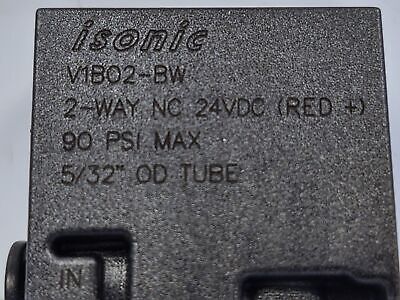 isonic
V1B02-BW
2-WAY NC 24VDC (RED +)
90 PSI MAX
5/32" OD TUBE
IN